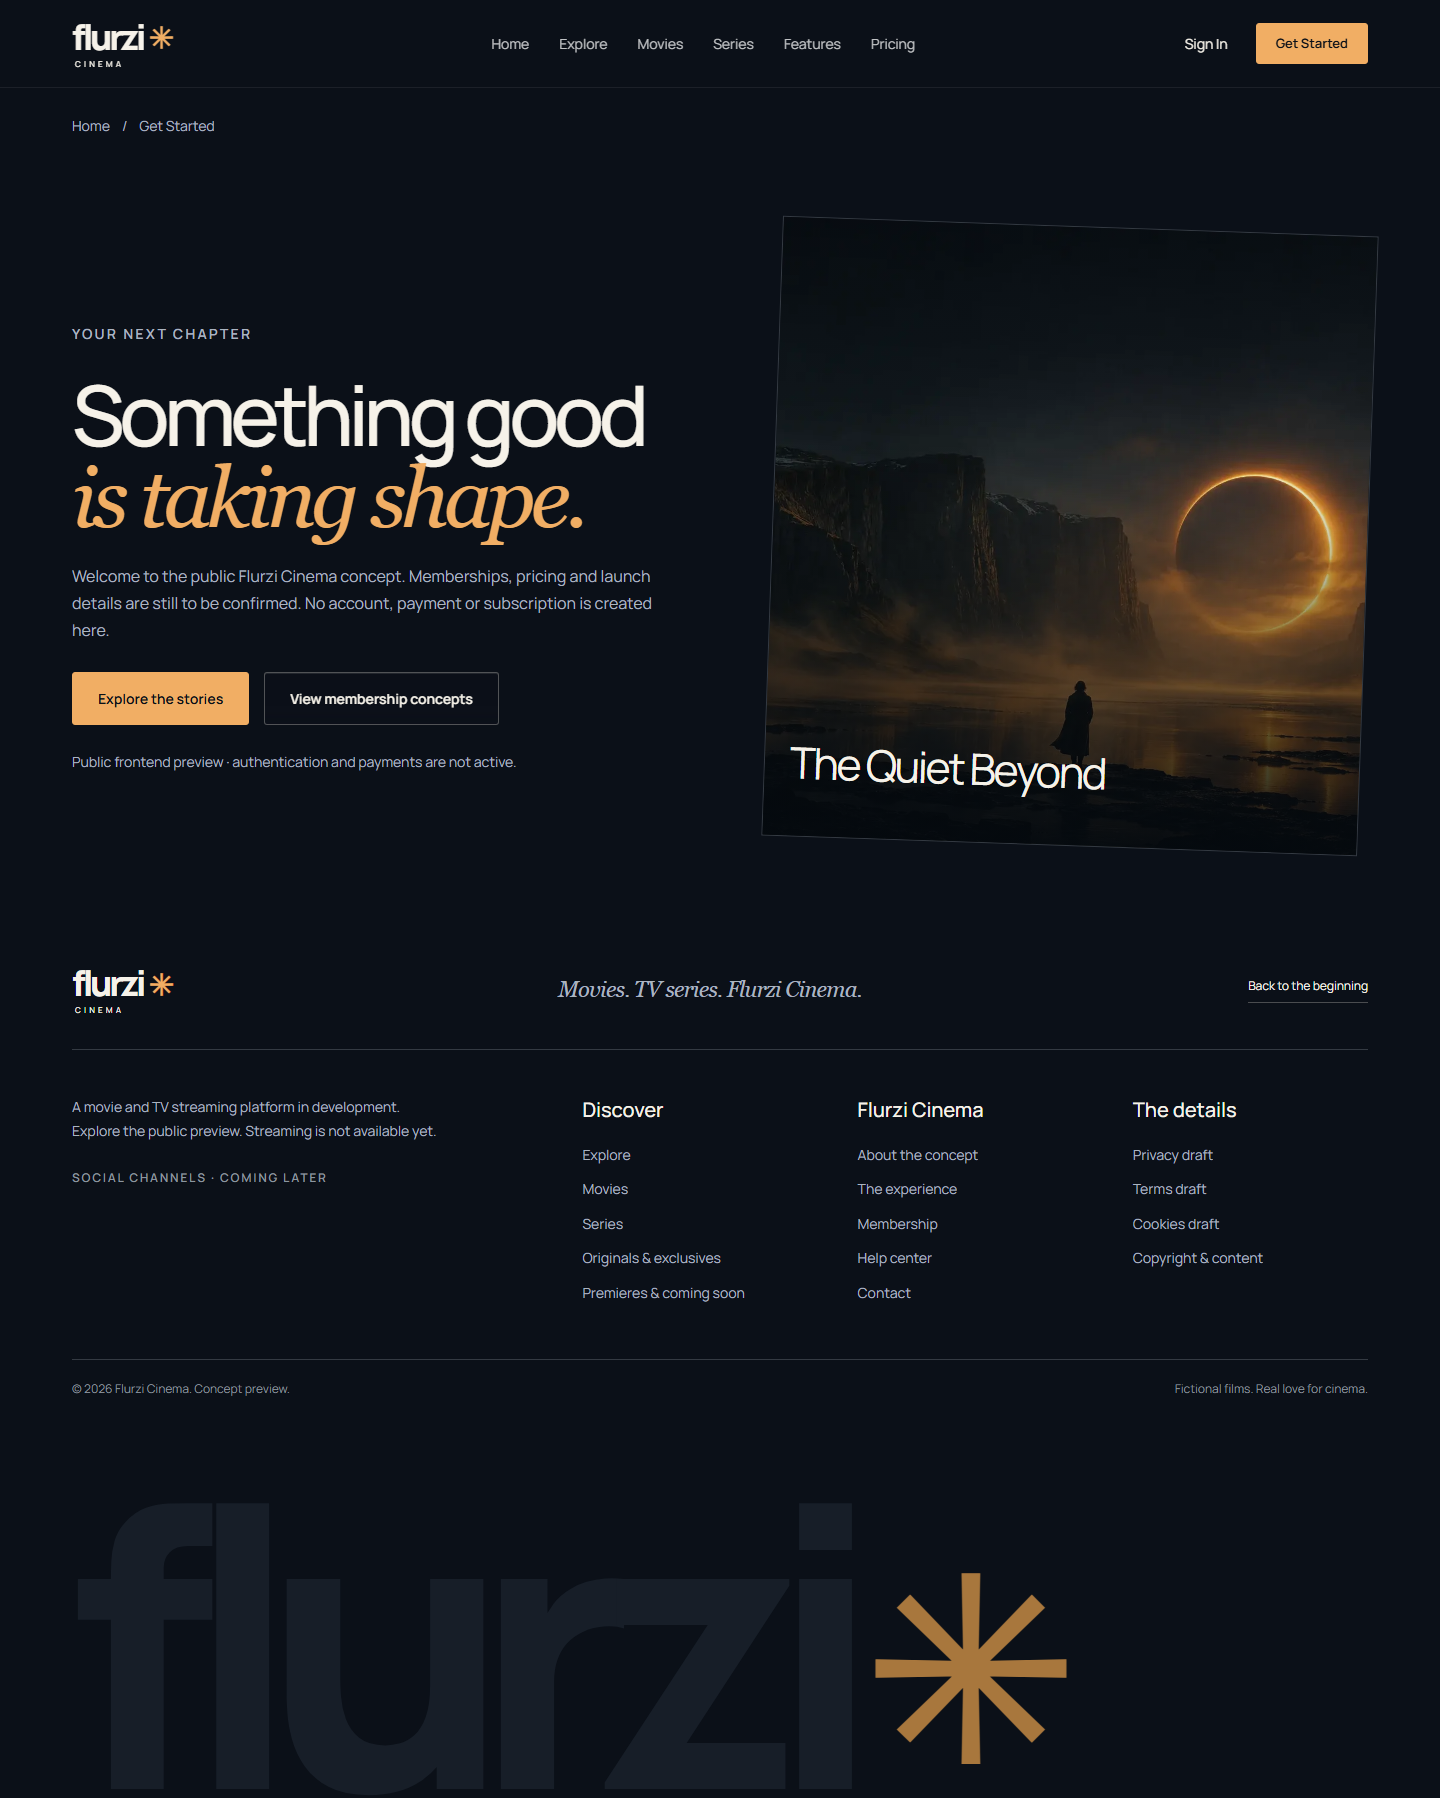 flurzi
CINEMA
Home
Explore
Movies
Series
Features
Pricing
Sign In
Get Started
Home / Get Started
YOUR NEXT CHAPTER
Something good
is taking shape.
Welcome to the public Flurzi Cinema concept. Memberships, pricing and launch
details are still to be confirmed. No account, payment or subscription is created
here.
Explore the stories
View membership concepts
Public frontend preview · authentication and payments are not active.
The Quiet Beyond
flurzi
CINEMA
Movies. TV series. Flurzi Cinema.
Back to the beginning
A movie and TV streaming platform in development.
Explore the public preview. Streaming is not available yet.
SOCIAL CHANNELS · COMING LATER
Discover
Explore
Movies
Series
Originals & exclusives
Premieres & coming soon
Flurzi Cinema
About the concept
The experience
Membership
Help center
Contact
The details
Privacy draft
Terms draft
Cookies draft
Copyright & content
© 2026 Flurzi Cinema. Concept preview.
Fictional films. Real love for cinema.
flurzi